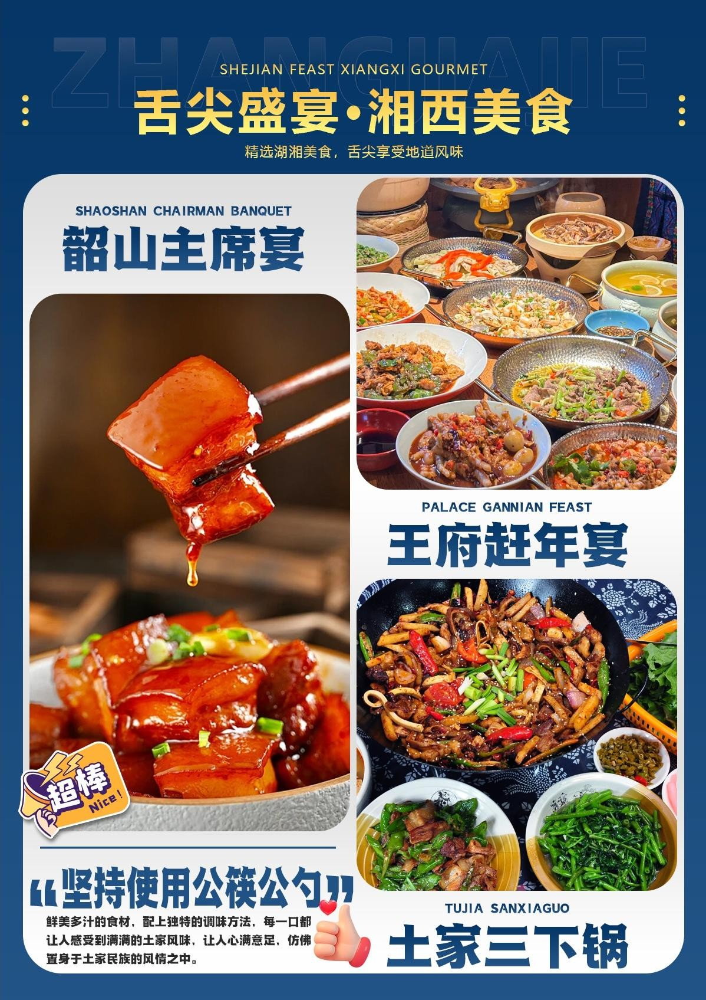 ZHANGJIAJIE
SHEJIAN FEAST XIANGXI GOURMET
舌尖盛宴·湘西美食
精选湖湘美食，舌尖享受地道风味
SHAOSHAN CHAIRMAN BANQUET
韶山主席宴
超棒
Nice!
“坚持使用公筷公勺”
鲜美多汁的食材，配上独特的调味方法，每一口都
让人感受到满满的土家风味，让人心满意足，仿佛
置身于土家民族的风情之中。
PALACE GANNIAN FEAST
王府赶年宴
TUJIA SANXIAGUO
土家三下锅